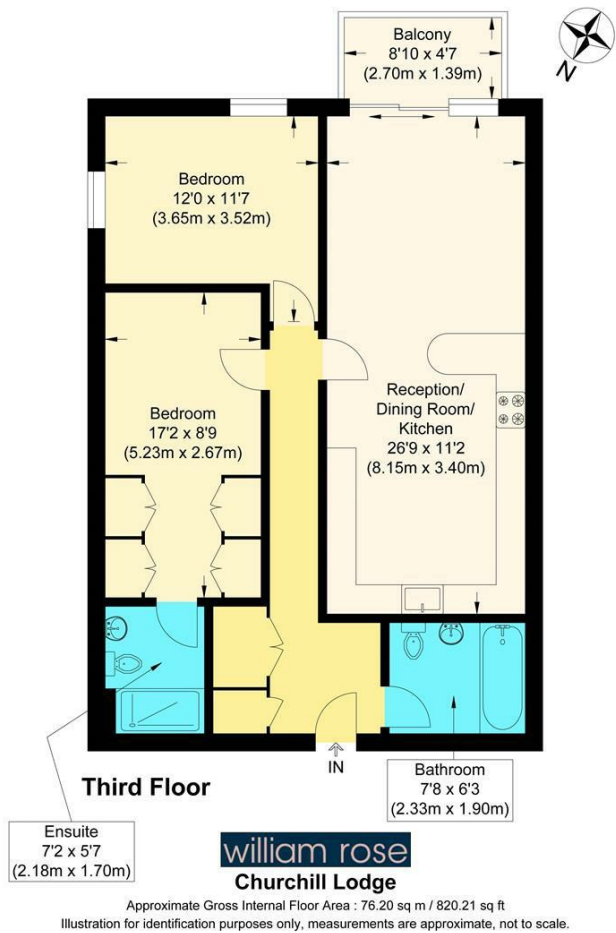 Balcony
8'10 x 4'7
(2.70m x 1.39m)
N
Bedroom
12'0 x 11'7
(3.65m x 3.52m)
Bedroom
17'2 x 8'9
(5.23m x 2.67m)
Reception/
Dining Room/
Kitchen
26'9 x 11'2
(8.15m x 3.40m)
IN
Third Floor
Bathroom
7'8 x 6'3
(2.33m x 1.90m)
Ensuite
7'2 x 5'7
(2.18m x 1.70m)
william rose
Churchill Lodge
Approximate Gross Internal Floor Area : 76.20 sq m / 820.21 sq ft
Illustration for identification purposes only, measurements are approximate, not to scale.